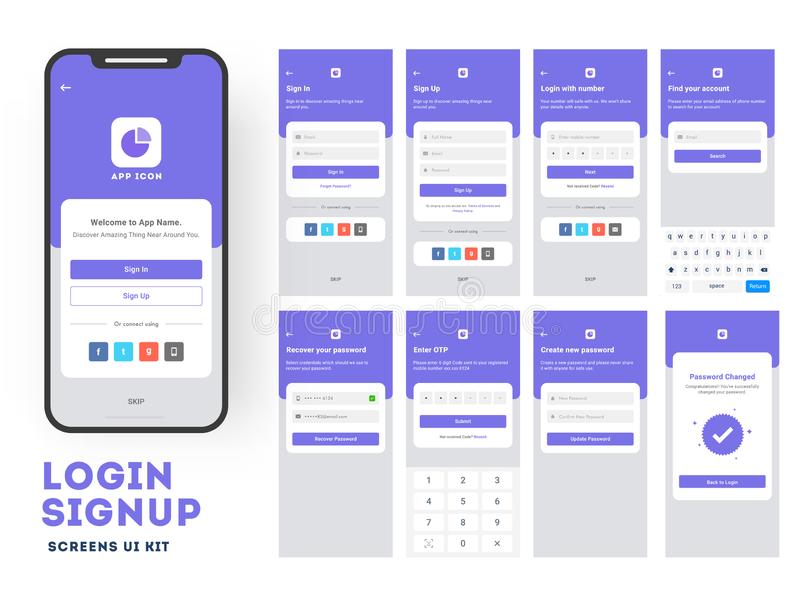 APP ICON
Welcome to App Name.
Discover Amazing Thing Near Around You.
Sign In
Sign Up
Or connect using
f t g
SKIP
LOGIN
SIGNUP
SCREENS UI KIT
Sign In
Sign in to discover amazing things near
around you.
Email
Password
Sign In
Forgot Password?
Or connect using
f t g
SKIP
Sign Up
Sign up to discover amazing things near
around you.
Full Name
Email
Password
Sign Up
By signing up you accept our Terms of Services and
Privacy Policy
Or connect using
f t g
SKIP
Login with number
Your number will safe with us. We won't share
your details with anyone.
Enter mobile number
Next
Not received Code? Resend
Or connect using
f t g
SKIP
Find your account
Please enter your email address of phone number
to search for your account.
Email
Search
q w e r t y u i o p
a s d f g h j k l
z x c v b n m
123 space Return
Recover your password
Select credentials which should we use to
recover your password.
••• ••• 6124
•••••K3@email.com
Recover Password
Enter OTP
Please enter 6 digit Code sent to your registered
mobile number xxx xxx 6124
Submit
Not received Code? Resend
1 2 3
4 5 6
7 8 9
0 ×
Create new password
Create a new password and please never share
it with anyone for safe use.
New Password
Confirm New Password
Update Password
Password Changed
Congratulations! You've successfully
changed your password.
Back to Login
dreamstime.com